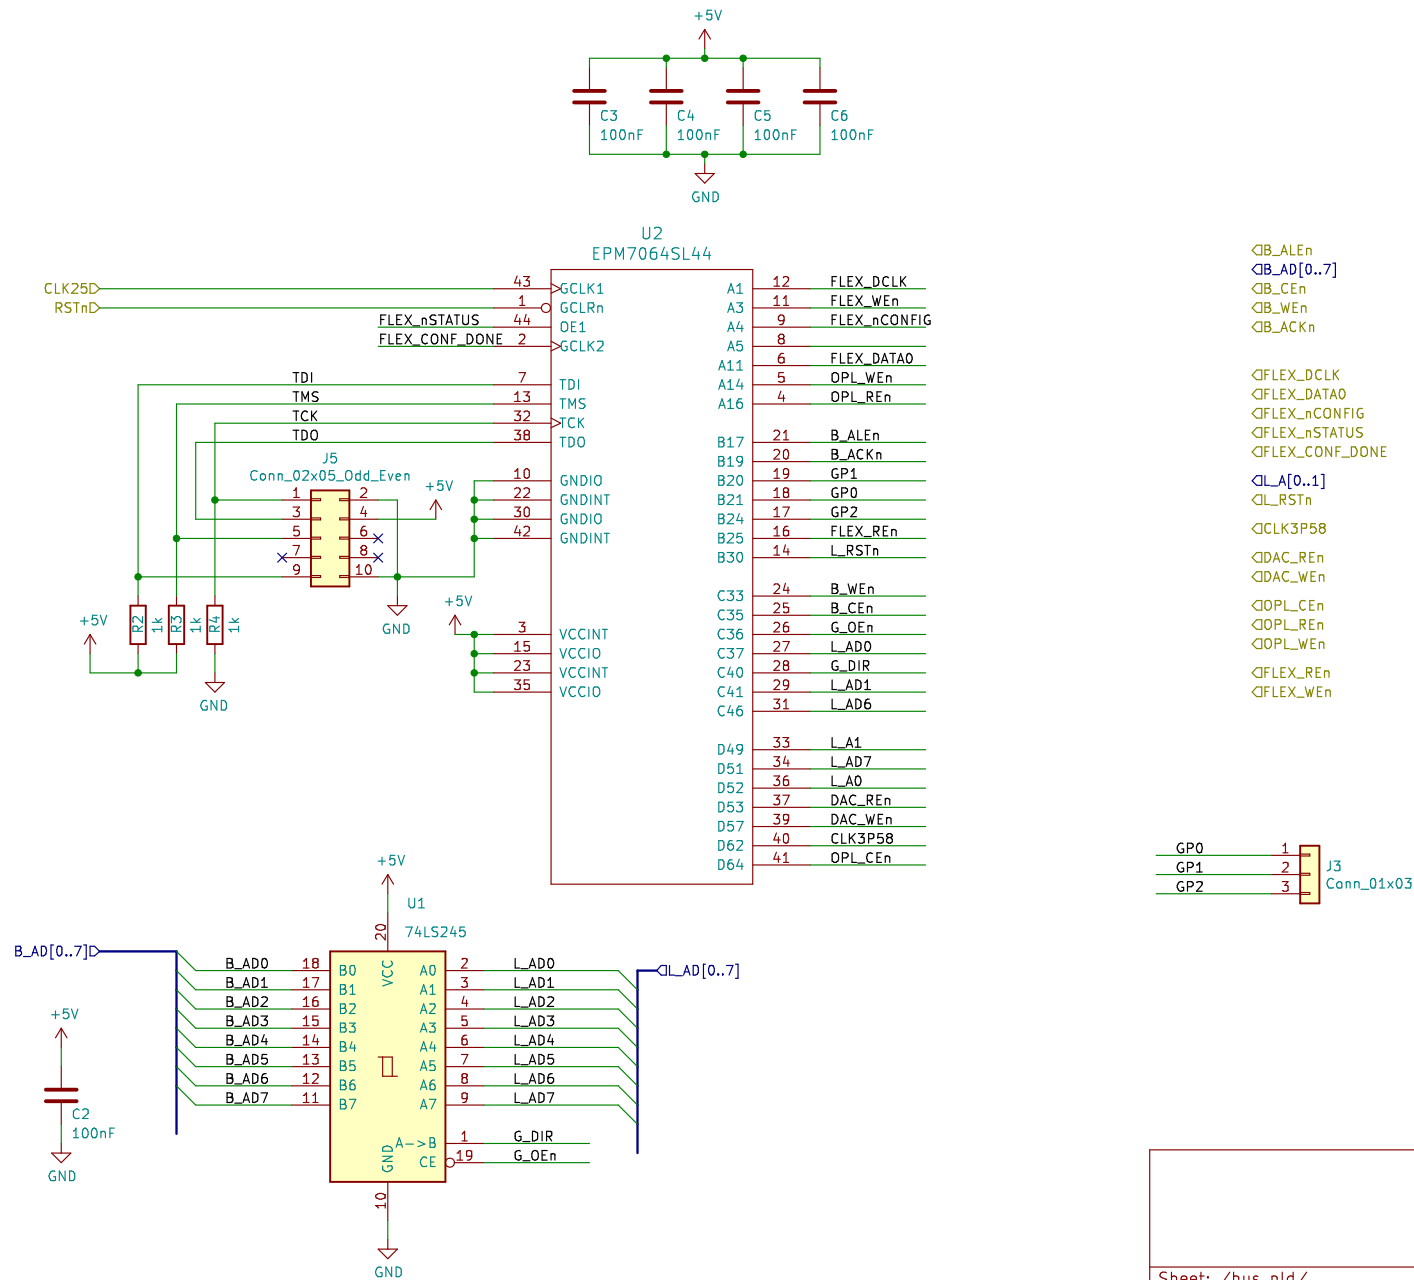 +5V
C3
100nF
C4
100nF
C5
100nF
C6
100nF
GND
U2
EPM7064SL44
CLK25
RSTn
43 GCLK1
1 GCLRn
FLEX_nSTATUS 44 OE1
FLEX_CONF_DONE 2 GCLK2
TDI 7 TDI
TMS 13 TMS
TCK 32 TCK
TDO 38 TDO
10 GNDIO
22 GNDINT
30 GNDIO
42 GNDINT
3 VCCINT
15 VCCIO
23 VCCINT
35 VCCIO
A1 12 FLEX_DCLK
A3 11 FLEX_WEn
A4 9 FLEX_nCONFIG
A5 8
A11 6 FLEX_DATA0
A14 5 OPL_WEn
A16 4 OPL_REn
B17 21 B_ALEn
B19 20 B_ACKn
B20 19 GP1
B21 18 GP0
B24 17 GP2
B25 16 FLEX_REn
B30 14 L_RSTn
C33 24 B_WEn
C35 25 B_CEn
C36 26 G_OEn
C37 27 L_AD0
C40 28 G_DIR
C41 29 L_AD1
C46 31 L_AD6
D49 33 L_A1
D51 34 L_AD7
D52 36 L_A0
D53 37 DAC_REn
D57 39 DAC_WEn
D62 40 CLK3P58
D64 41 OPL_CEn
J5
Conn_02x05_Odd_Even
1 2
3 4
5 6
7 8
9 10
+5V
GND
+5V
+5V
R2
1k
R3
1k
R4
1k
GND
B_ALEn
B_AD[0..7]
B_CEn
B_WEn
B_ACKn
FLEX_DCLK
FLEX_DATA0
FLEX_nCONFIG
FLEX_nSTATUS
FLEX_CONF_DONE
L_A[0..1]
L_RSTn
CLK3P58
DAC_REn
DAC_WEn
OPL_CEn
OPL_REn
OPL_WEn
FLEX_REn
FLEX_WEn
GP0 1
GP1 2
GP2 3
J3
Conn_01x03
+5V
U1
74LS245
20
VCC
B_AD[0..7]
L_AD[0..7]
B_AD0 18 B0 A0 2 L_AD0
B_AD1 17 B1 A1 3 L_AD1
B_AD2 16 B2 A2 4 L_AD2
B_AD3 15 B3 A3 5 L_AD3
B_AD4 14 B4 A4 6 L_AD4
B_AD5 13 B5 A5 7 L_AD5
B_AD6 12 B6 A6 8 L_AD6
B_AD7 11 B7 A7 9 L_AD7
A->B 1 G_DIR
CE 19 G_OEn
GND
10
GND
+5V
C2
100nF
GND
Sheet: /bus_pld/